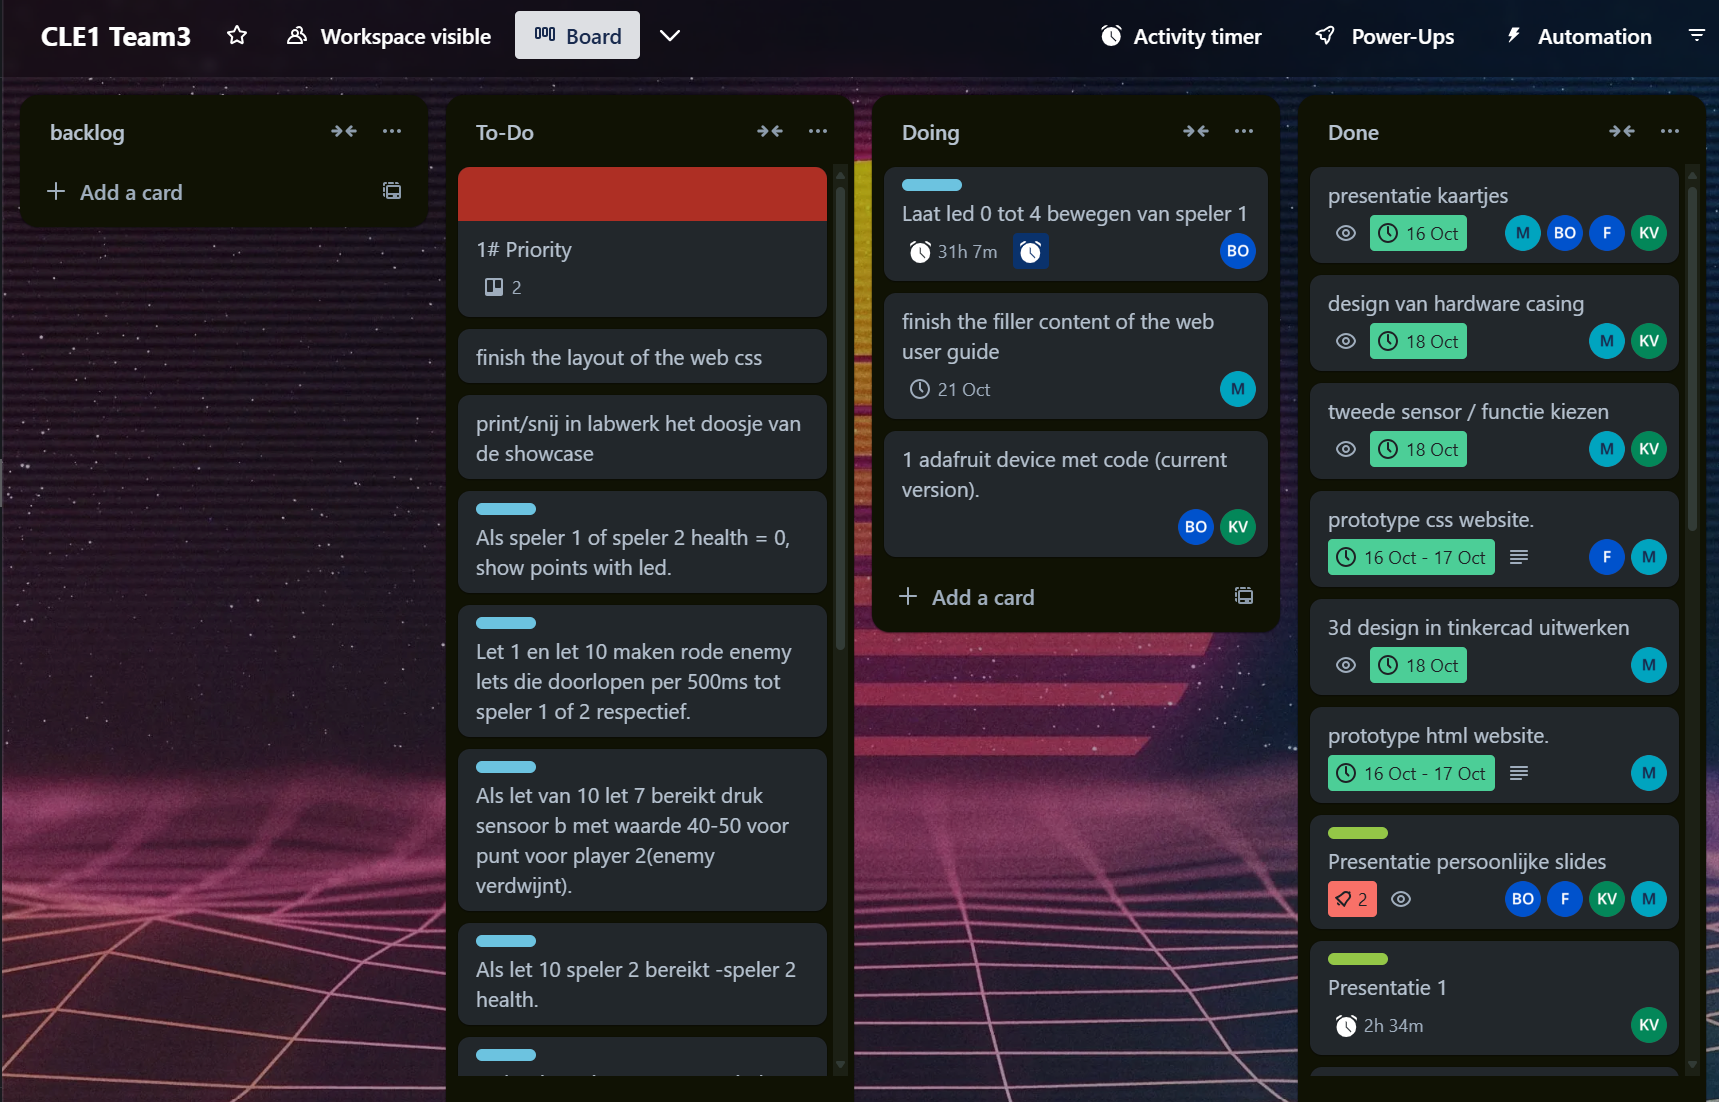 CLE1 Team3
Workspace visible
Board
Activity timer
Power-Ups
Automation
backlog
Add a card
To-Do
1# Priority
2
finish the layout of the web css
print/snij in labwerk het doosje van
de showcase
Als speler 1 of speler 2 health = 0,
show points with led.
Let 1 en let 10 maken rode enemy
lets die doorlopen per 500ms tot
speler 1 of 2 respectief.
Als let van 10 let 7 bereikt druk
sensoor b met waarde 40-50 voor
punt voor player 2(enemy
verdwijnt).
Als let 10 speler 2 bereikt -speler 2
health.
Doing
Laat led 0 tot 4 bewegen van speler 1
31h 7m
BO
finish the filler content of the web
user guide
21 Oct
M
1 adafruit device met code (current
version).
BO KV
Add a card
Done
presentatie kaartjes
16 Oct M BO F KV
design van hardware casing
18 Oct M KV
tweede sensor / functie kiezen
18 Oct M KV
prototype css website.
16 Oct - 17 Oct F M
3d design in tinkercad uitwerken
18 Oct M
prototype html website.
16 Oct - 17 Oct M
Presentatie persoonlijke slides
2 BO F KV M
Presentatie 1
2h 34m KV